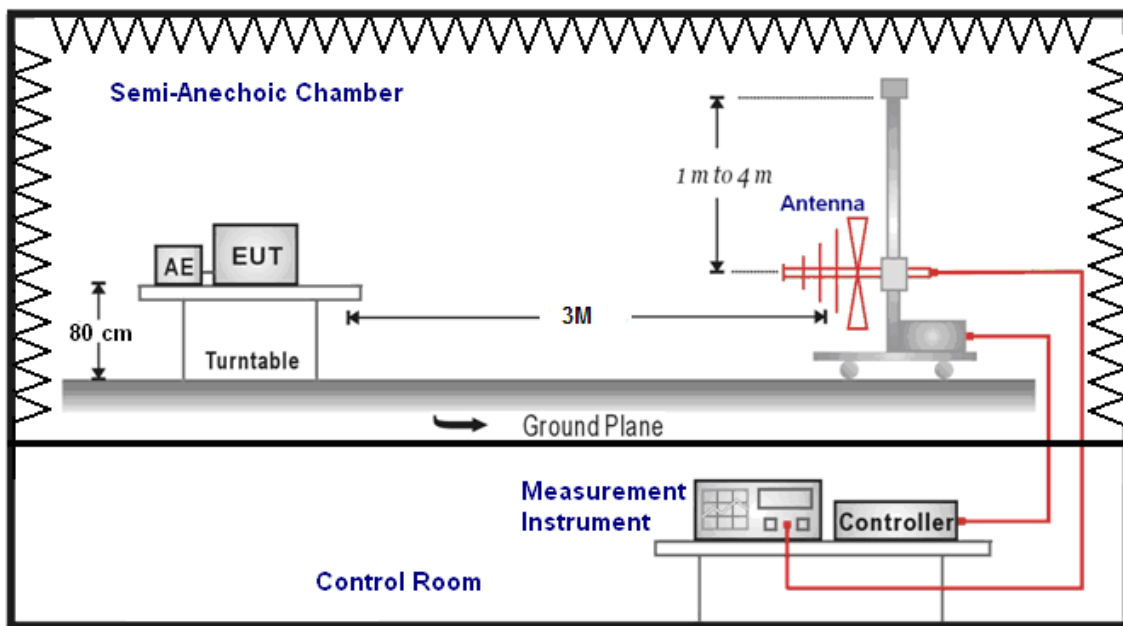 Semi-Anechoic Chamber
1 m to 4 m
Antenna
AE
EUT
80 cm
3M
Turntable
Ground Plane
Measurement
Instrument
Controller
Control Room